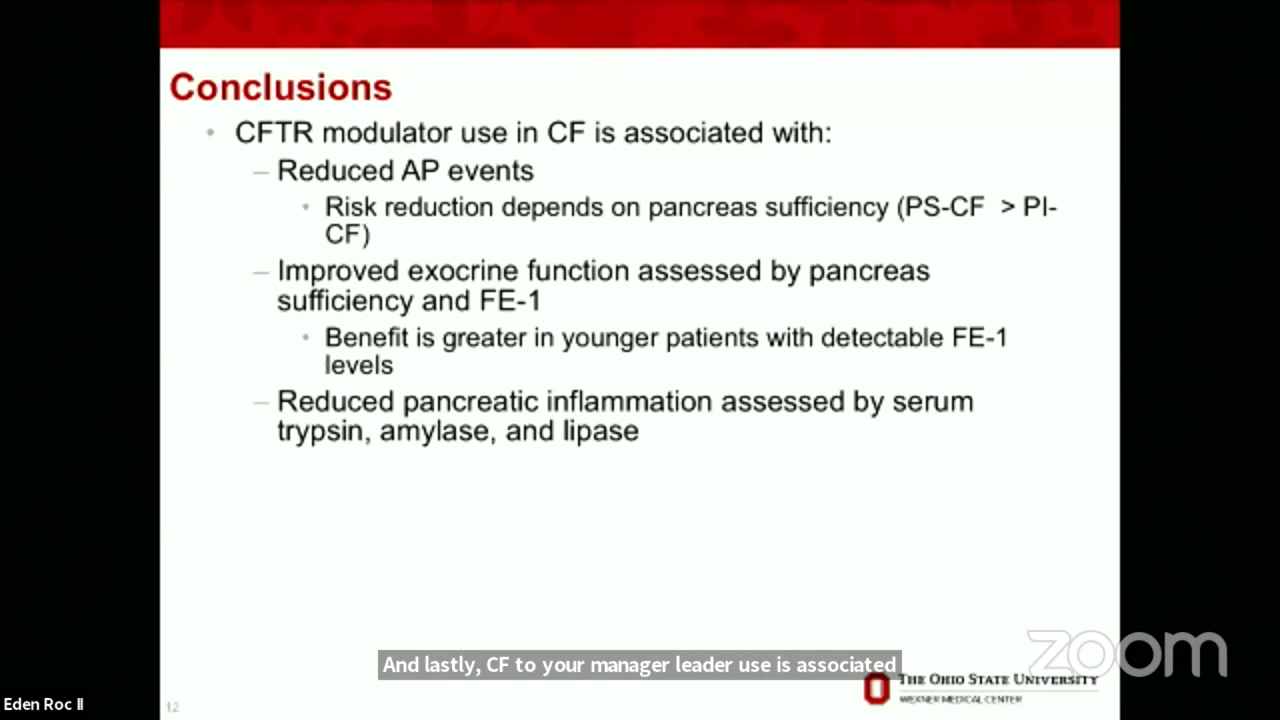 Conclusions
• CFTR modulator use in CF is associated with:
– Reduced AP events
• Risk reduction depends on pancreas sufficiency (PS-CF > PI-
CF)
– Improved exocrine function assessed by pancreas
sufficiency and FE-1
• Benefit is greater in younger patients with detectable FE-1
levels
– Reduced pancreatic inflammation assessed by serum
trypsin, amylase, and lipase
zoom
And lastly, CF to your manager leader use is associated
THE OHIO STATE UNIVERSITY
WEXNER MEDICAL CENTER
Eden Roc II
12